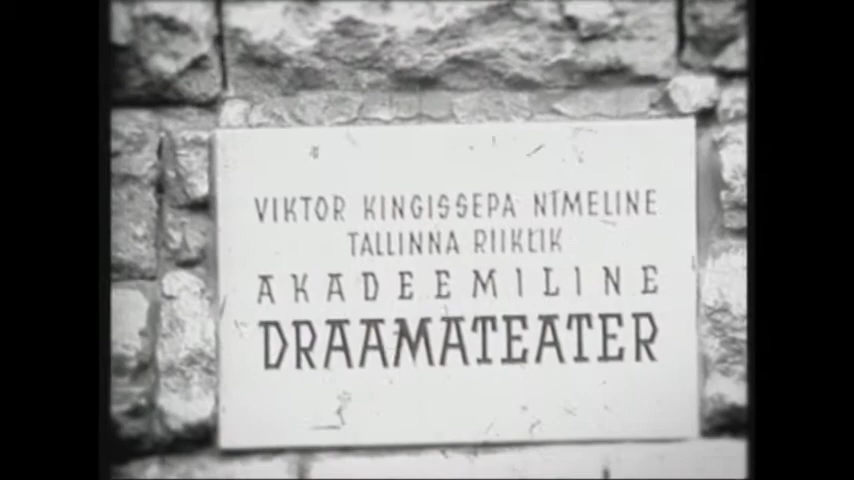 VIKTOR KINGISSEPA NIMELINE
TALLINNA RIIKLIK
AKADEEMILINE
DRAAMATEATER